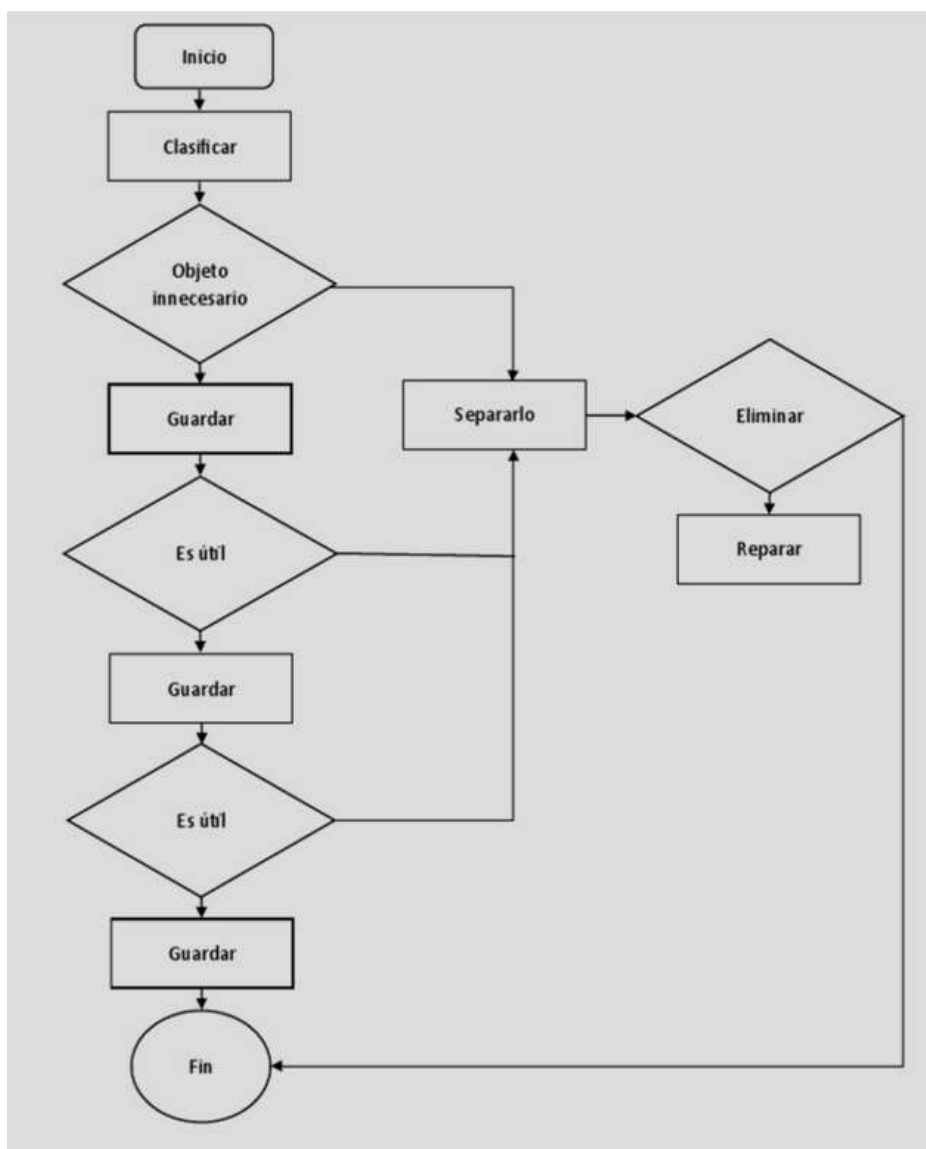 Inicio
Clasificar
Objeto
innecesario
Guardar
Separarlo
Eliminar
Es útil
Reparar
Guardar
Es útil
Guardar
Fin